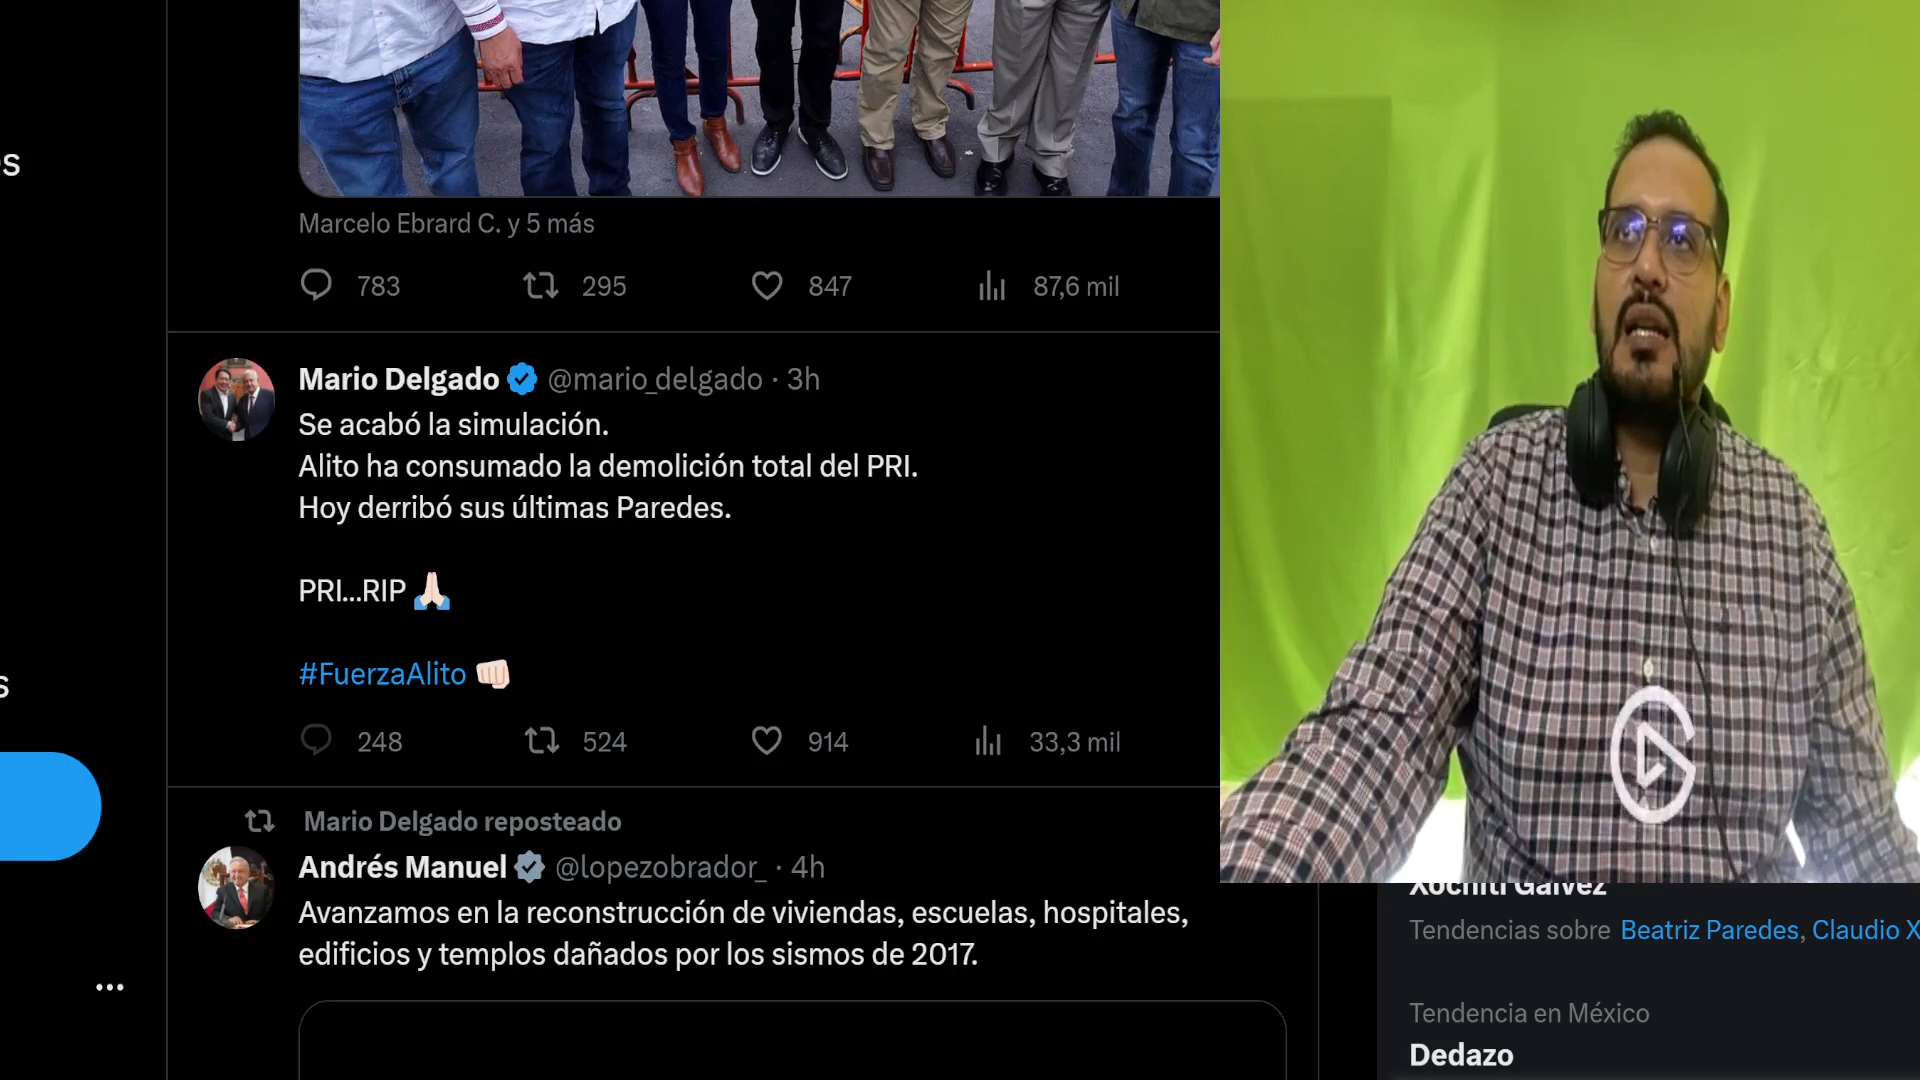 os
s
Marcelo Ebrard C. y 5 más
783 295 847 87,6 mil
Mario Delgado @mario_delgado · 3h
Se acabó la simulación.
Alito ha consumado la demolición total del PRI.
Hoy derribó sus últimas Paredes.
PRI...RIP 🙏🏻
#FuerzaAlito 👊🏻
248 524 914 33,3 mil
Mario Delgado reposteado
Andrés Manuel @lopezobrador_ · 4h
Avanzamos en la reconstrucción de viviendas, escuelas, hospitales,
edificios y templos dañados por los sismos de 2017.
Xóchitl Gálvez
Tendencias sobre Beatriz Paredes, Claudio X
Tendencia en México
Dedazo